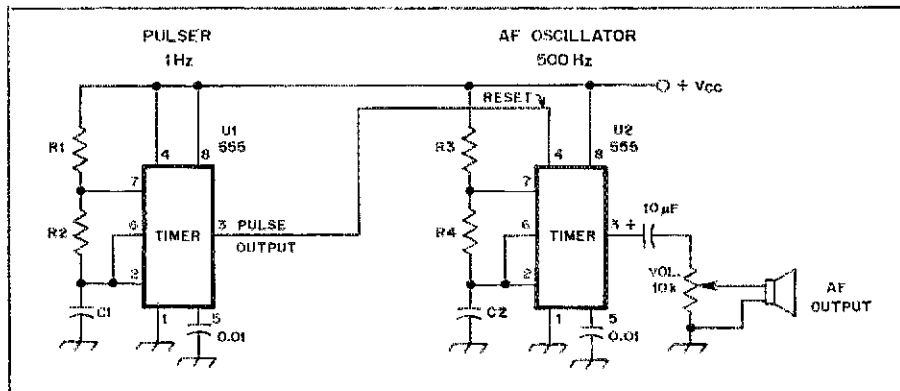 PULSER
1Hz
AF OSCILLATOR
500 Hz
+ Vcc
RESET
R1
U1
555
4
8
7
R2
6
TIMER
3
PULSE
OUTPUT
2
C1
1
5
0.01
R3
U2
555
4
8
7
10 µF
R4
6
TIMER
3
+
VOL.
10k
2
AF
OUTPUT
C2
1
5
0.01